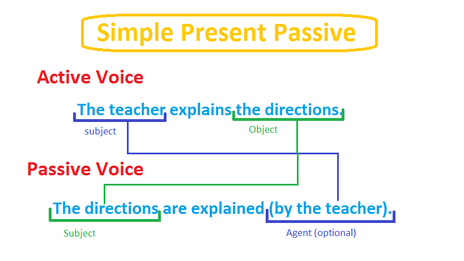 Simple Present Passive
Active Voice
The teacher explains the directions.
subject
Object
Passive Voice
The directions are explained (by the teacher).
Subject
Agent (optional)